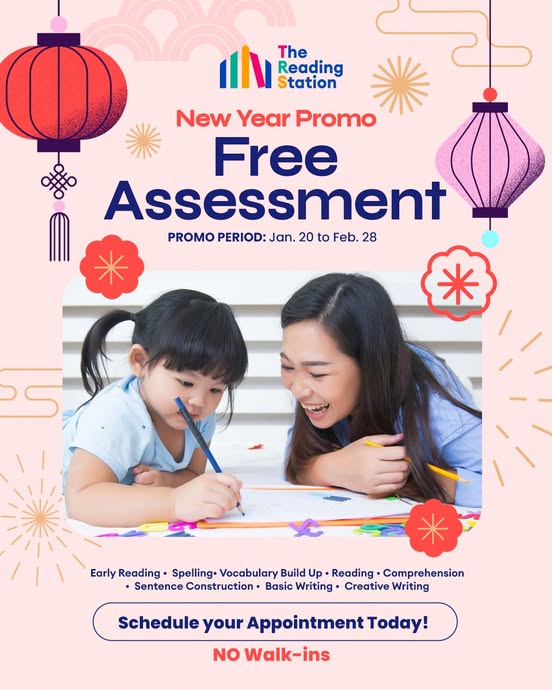 The
Reading
Station
New Year Promo
Free
Assessment
PROMO PERIOD: Jan. 20 to Feb. 28
Early Reading • Spelling• Vocabulary Build Up • Reading • Comprehension
• Sentence Construction • Basic Writing • Creative Writing
Schedule your Appointment Today!
NO Walk-ins